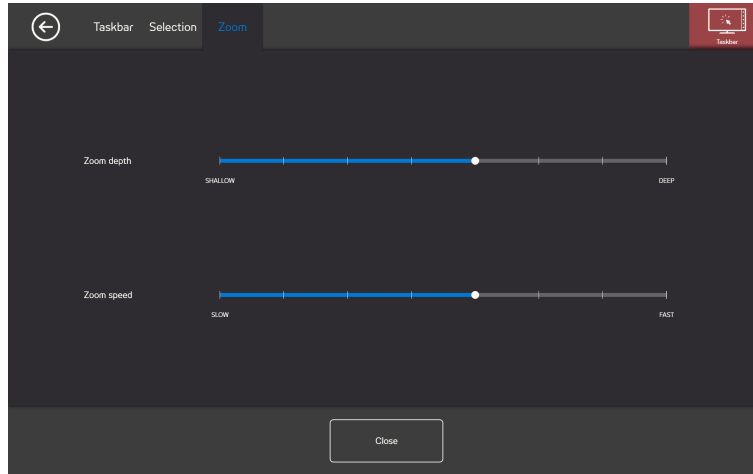 Taskbar Selection Zoom
Taskbar
Zoom depth
SHALLOW DEEP
Zoom speed
SLOW FAST
Close